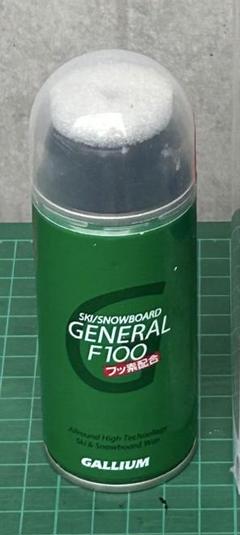 SKI/SNOWBOARD
GENERAL
F100
フッ素配合
Allround High Technology
Ski & Snowboard Wax
GALLIUM